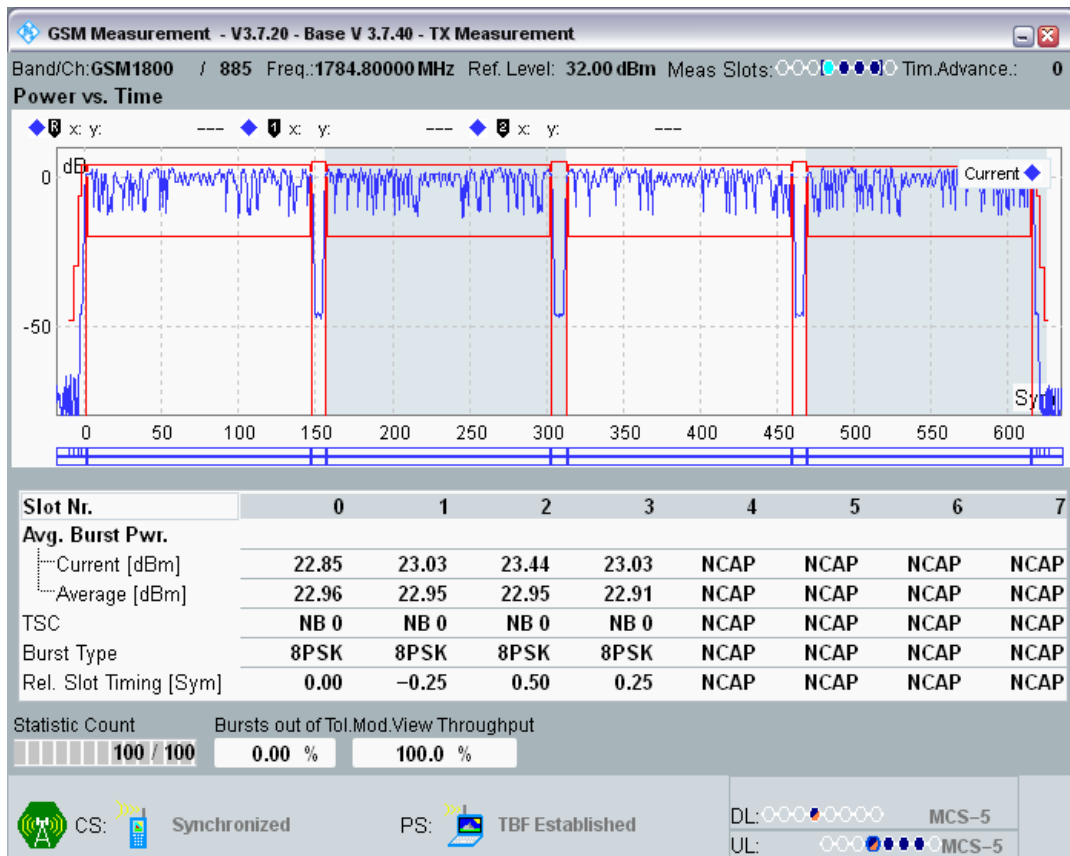 GSM Measurement - V3.7.20 - Base V 3.7.40 - TX Measurement
Band/Ch:GSM1800 / 885 Freq.:1784.80000 MHz Ref. Level: 32.00 dBm Meas Slots: Tim.Advance.: 0
Power vs. Time
R x: y: --- 1 x: y: --- 2 x: y: ---
dB
Current
0
-50
Sym
0 50 100 150 200 250 300 350 400 450 500 550 600
Slot Nr. 0 1 2 3 4 5 6 7
Avg. Burst Pwr.
Current [dBm] 22.85 23.03 23.44 23.03 NCAP NCAP NCAP NCAP
Average [dBm] 22.96 22.95 22.95 22.91 NCAP NCAP NCAP NCAP
TSC NB 0 NB 0 NB 0 NB 0 NCAP NCAP NCAP NCAP
Burst Type 8PSK 8PSK 8PSK 8PSK NCAP NCAP NCAP NCAP
Rel. Slot Timing [Sym] 0.00 −0.25 0.50 0.25 NCAP NCAP NCAP NCAP
Statistic Count Bursts out of Tol. Mod.View Throughput
100 / 100 0.00 % 100.0 %
CS: Synchronized PS: TBF Established DL: MCS−5
UL: MCS−5